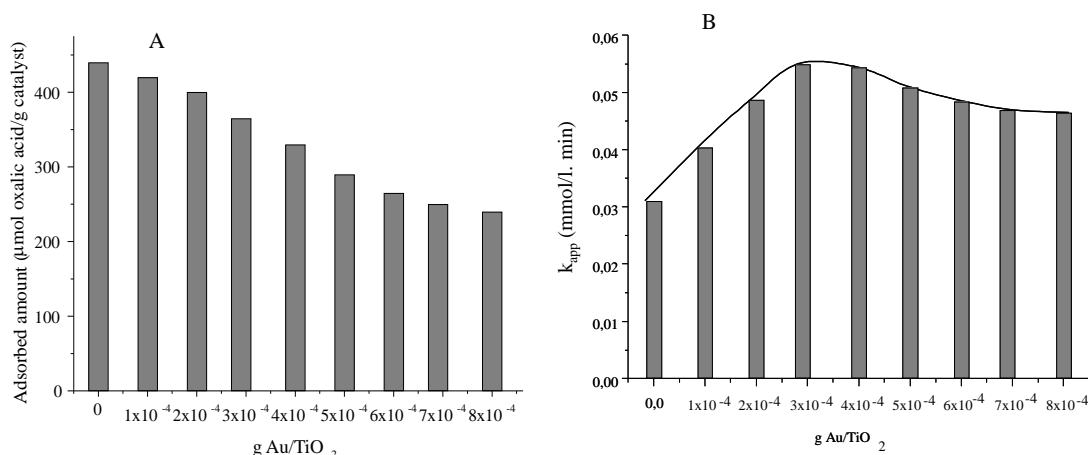 A
Adsorbed amount (μmol oxalic acid/g catalyst)
400
300
200
100
0
0 1x10-4 2x10-4 3x10-4 4x10-4 5x10-4 6x10-4 7x10-4 8x10-4
g Au/TiO2
B
kapp (mmol/l. min)
0,06
0,05
0,04
0,03
0,02
0,01
0,00
0,0 1x10-4 2x10-4 3x10-4 4x10-4 5x10-4 6x10-4 7x10-4 8x10-4
g Au/TiO2